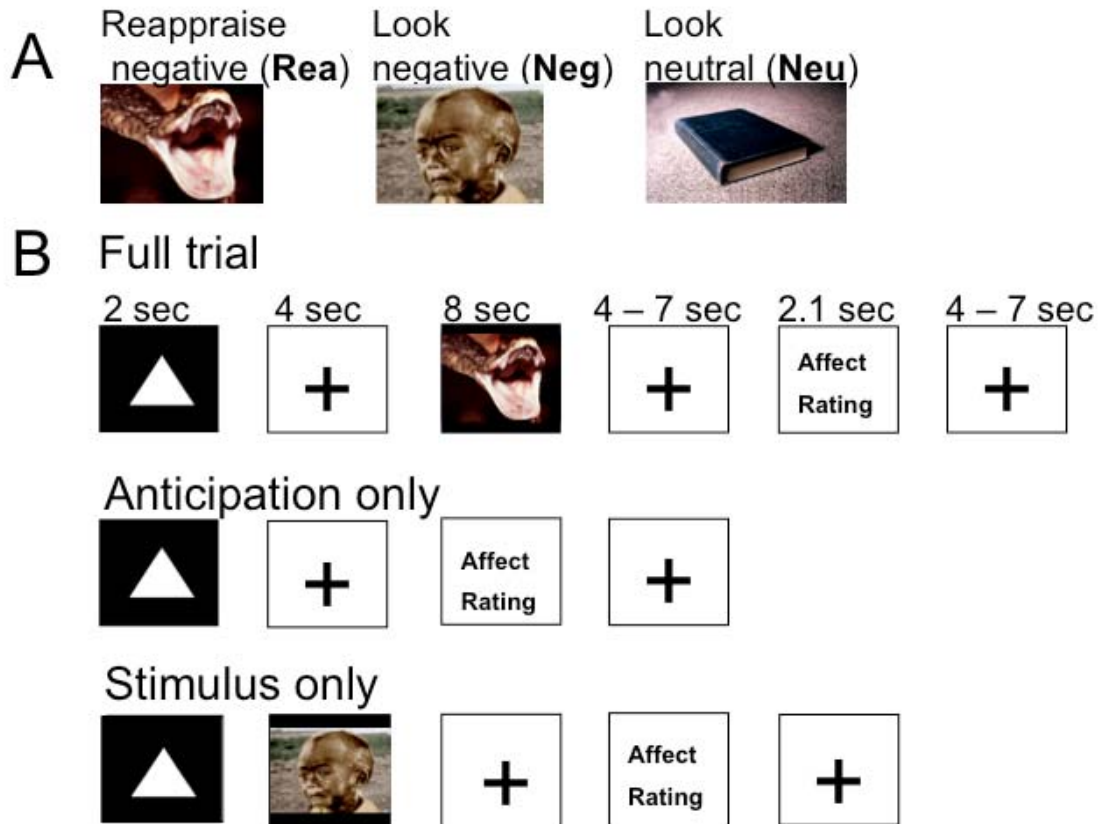 A
Reappraise
negative (Rea)
Look
negative (Neg)
Look
neutral (Neu)
B
Full trial
2 sec
4 sec
8 sec
4 – 7 sec
2.1 sec
4 – 7 sec
Affect
Rating
Anticipation only
Affect
Rating
Stimulus only
Affect
Rating